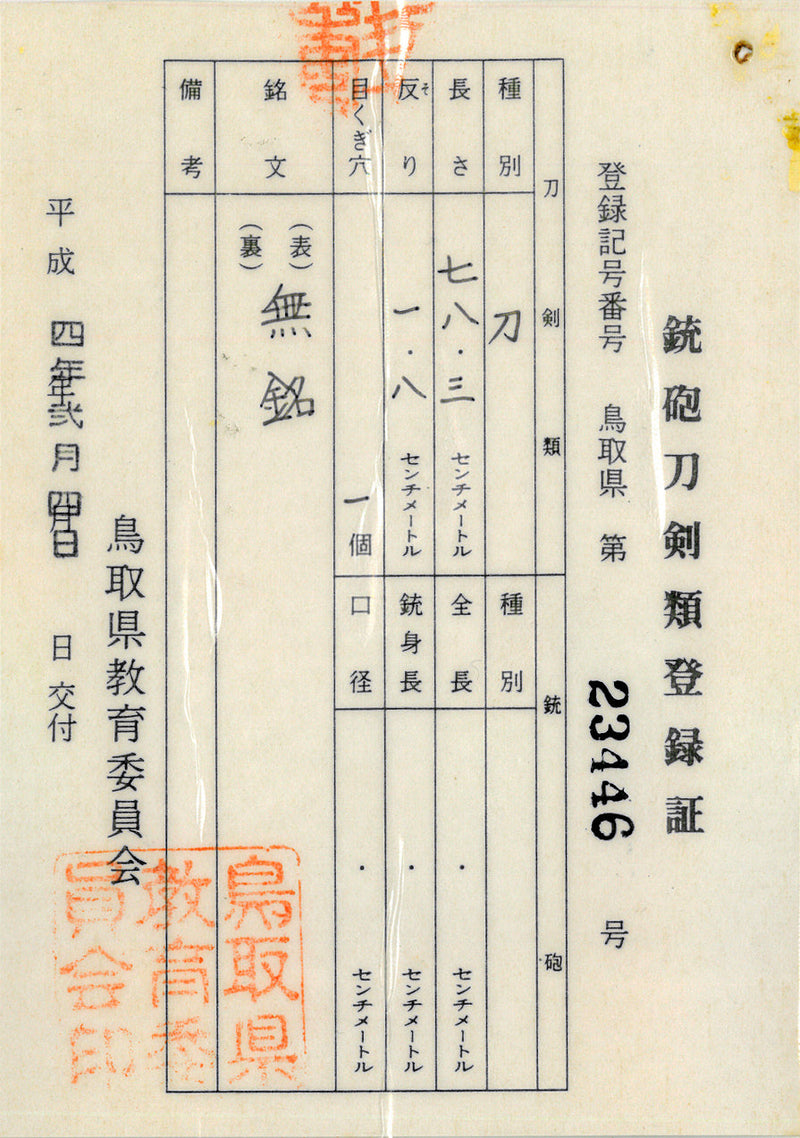 銃砲刀剣類登録証
登録記号番号 鳥取県 第 23446 号
刀剣類
種別 刀
長さ 七八・三 センチメートル
反り そ 一・八 センチメートル
目くぎ穴 一個
銘文 (表) 無銘
(裏)
備考
銃砲
種別
全長 ・ センチメートル
銃身長 ・ センチメートル
口径 ・ センチメートル
鳥取県教育委員会
平成 四年 年 弐月 四 月 日 日交付
鳥取県
教育委
員会印